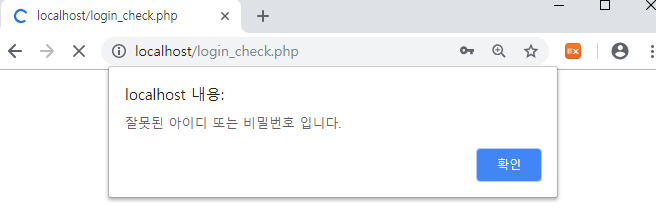 localhost/login_check.php
localhost/login_check.php
EX
localhost 내용:
잘못된 아이디 또는 비밀번호 입니다.
확인